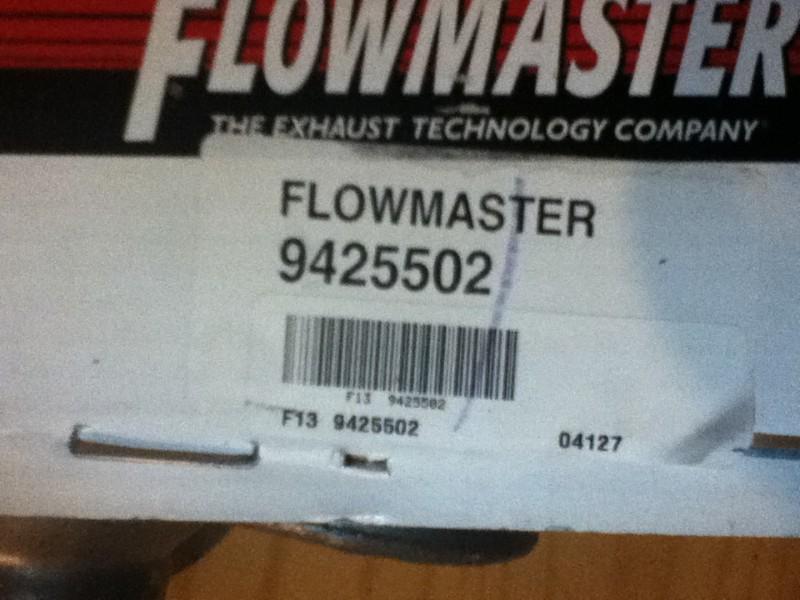 FLOWMASTER
THE EXHAUST TECHNOLOGY COMPANY
FLOWMASTER
9425502
F13 9425502
F13 9425502
04127